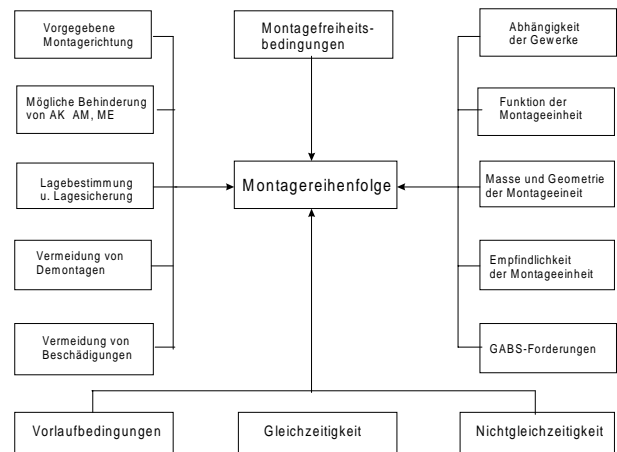 Vorgegebene
Montagerichtung
Mögliche Behinderung
von AK AM, ME
Lagebestimmung
u. Lagesicherung
Vermeidung von
Demontagen
Vermeidung von
Beschädigungen
Montagefreiheits-
bedingungen
Montagereihenfolge
Abhängigkeit
der Gewerke
Funktion der
Montageeinheit
Masse und Geometrie
der Montageeineit
Empfindlichkeit
der Montageeinheit
GABS-Forderungen
Vorlaufbedingungen
Gleichzeitigkeit
Nichtgleichzeitigkeit